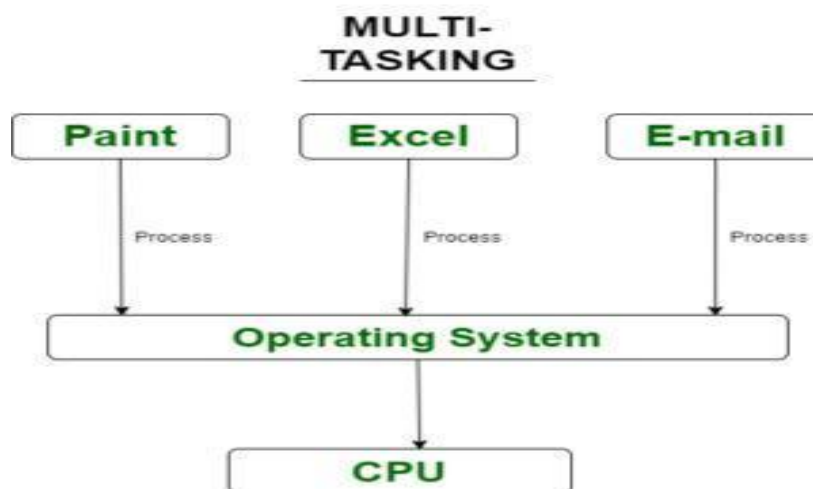 MULTI-
TASKING
Paint Excel E-mail
Process Process Process
Operating System
CPU